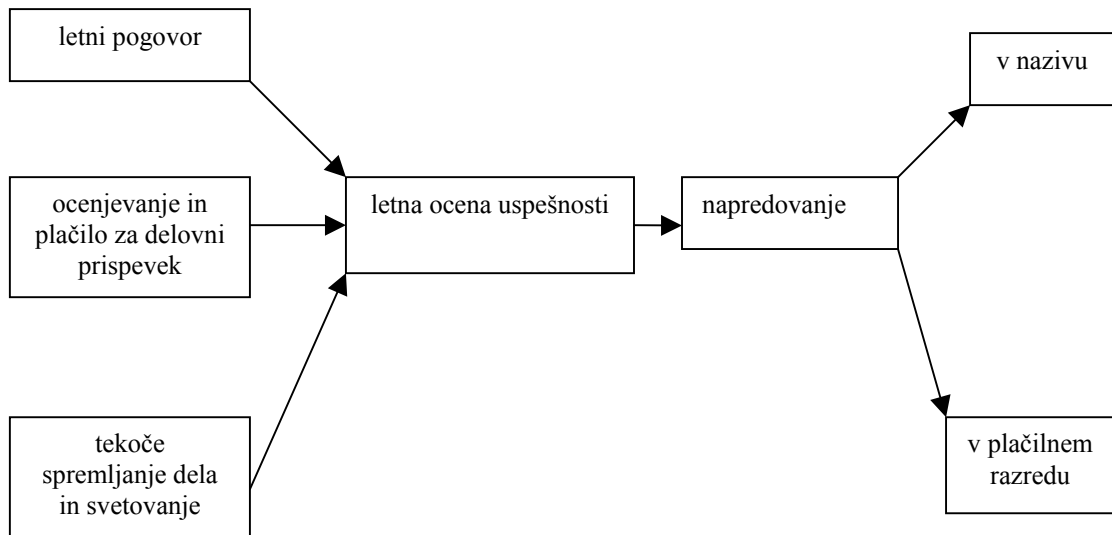 letni pogovor
ocenjevanje in
plačilo za delovni
prispevek
tekoče
spremljanje dela
in svetovanje
letna ocena uspešnosti
napredovanje
v nazivu
v plačilnem
razredu